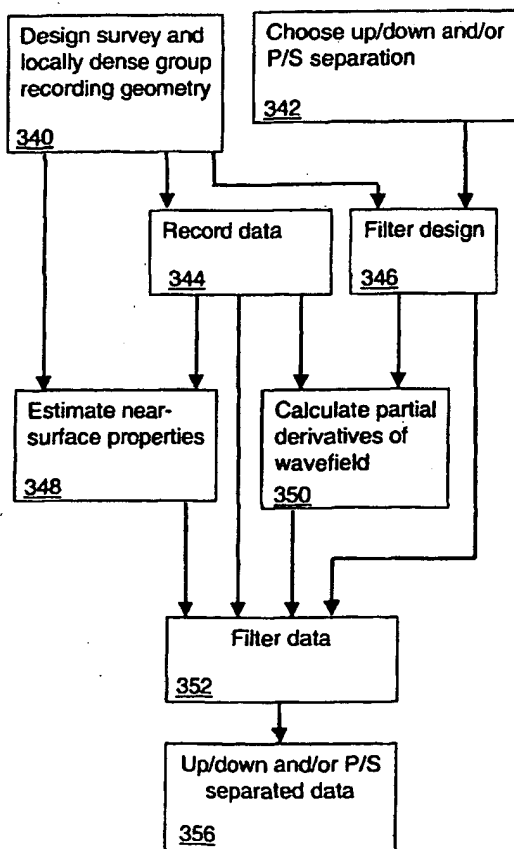 Design survey and
locally dense group
recording geometry
340
Choose up/down and/or
P/S separation
342
Record data
344
Filter design
346
Estimate near-
surface properties
348
Calculate partial
derivatives of
wavefield
350
Filter data
352
Up/down and/or P/S
separated data
356